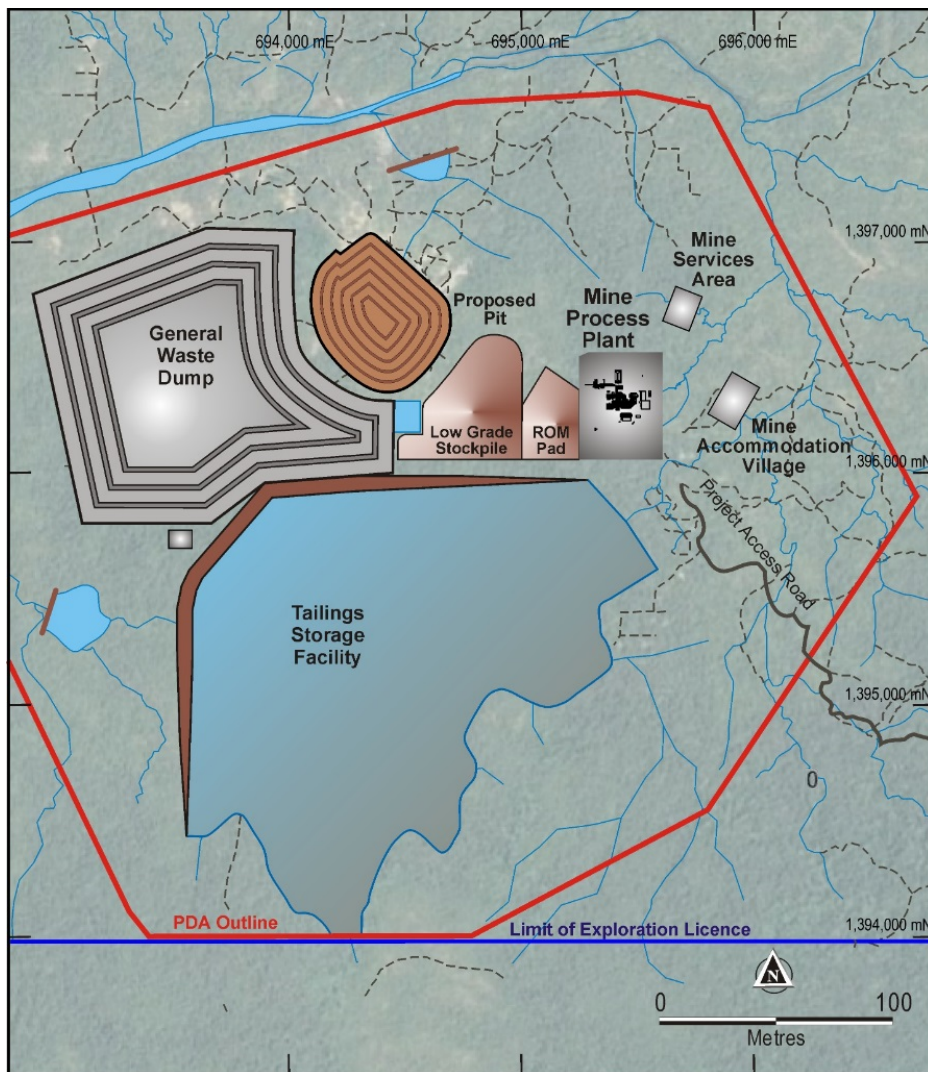 694,000 mE
695,000 mE
696,000 mE
1,397,000 mN
Mine
Services
Area
Proposed
Pit
Mine
Process
Plant
General
Waste
Dump
Low Grade
Stockpile
ROM
Pad
Mine
Accommodation
Village
1,396,000 mN
Project Access Road
Tailings
Storage
Facility
1,395,000 mN
0
PDA Outline
Limit of Exploration Licence
1,394,000 mN
N
0
100
Metres